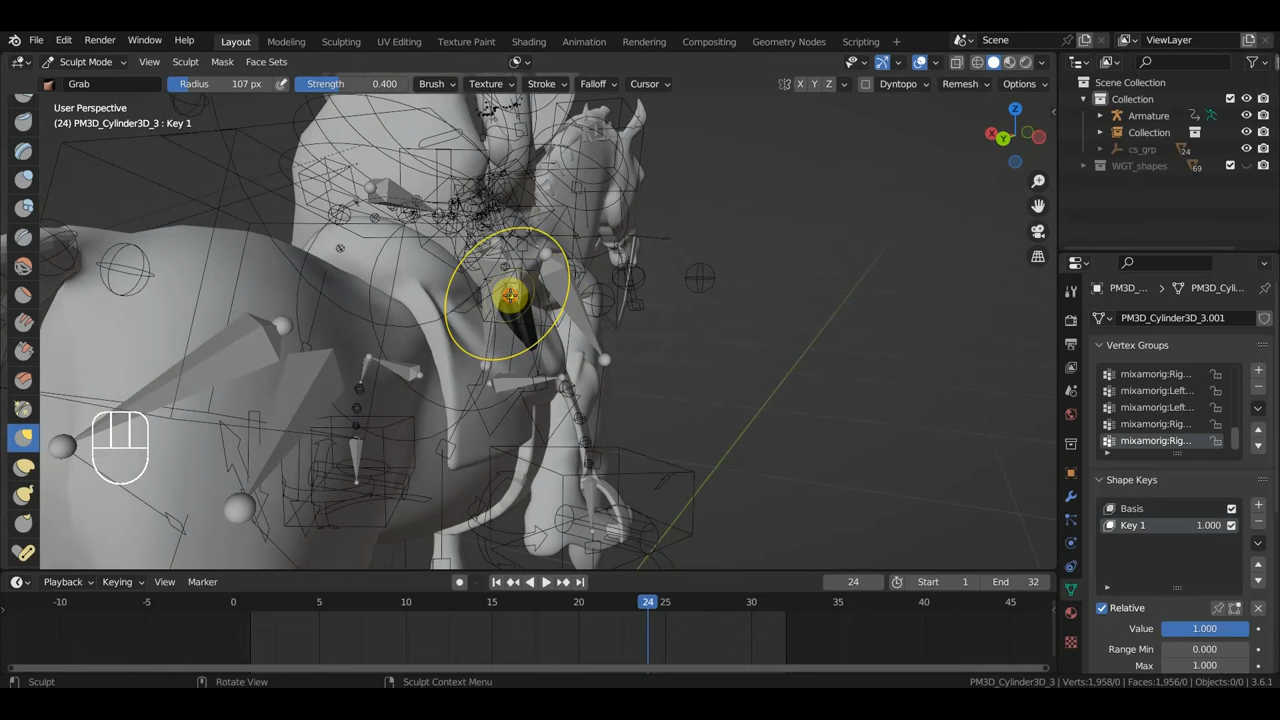 File Edit Render Window Help Layout Modeling Sculpting UV Editing Texture Paint Shading Animation Rendering Compositing Geometry Nodes Scripting + Scene ViewLayer
Sculpt Mode View Sculpt Mask Face Sets Options
Grab Radius 107 px Strength 0.400 Brush Texture Stroke Falloff Cursor X Y Z Dyntopo Remesh Options
User Perspective
(24) PM3D_Cylinder3D_3 : Key 1
Z
X
Y
Scene Collection
Collection
Armature
Collection
cs_grp 24
WGT_shapes 69
PM3D_... PM3D_Cyli...
PM3D_Cylinder3D_3.001
Vertex Groups
mixamorig:Rig...
mixamorig:Left...
mixamorig:Left...
mixamorig:Rig...
mixamorig:Rig...
Shape Keys
Basis
Key 1 1.000
Relative
Value 1.000
Range Min 0.000
Max 1.000
Playback Keying View Marker 24 Start 1 End 32
-10 -5 0 5 10 15 20 24 25 30 35 40 45
Sculpt Rotate View Sculpt Context Menu PM3D_Cylinder3D_3 | Verts:1,958/0 | Faces:1,956/0 | Objects:0/0 | 3.6.1